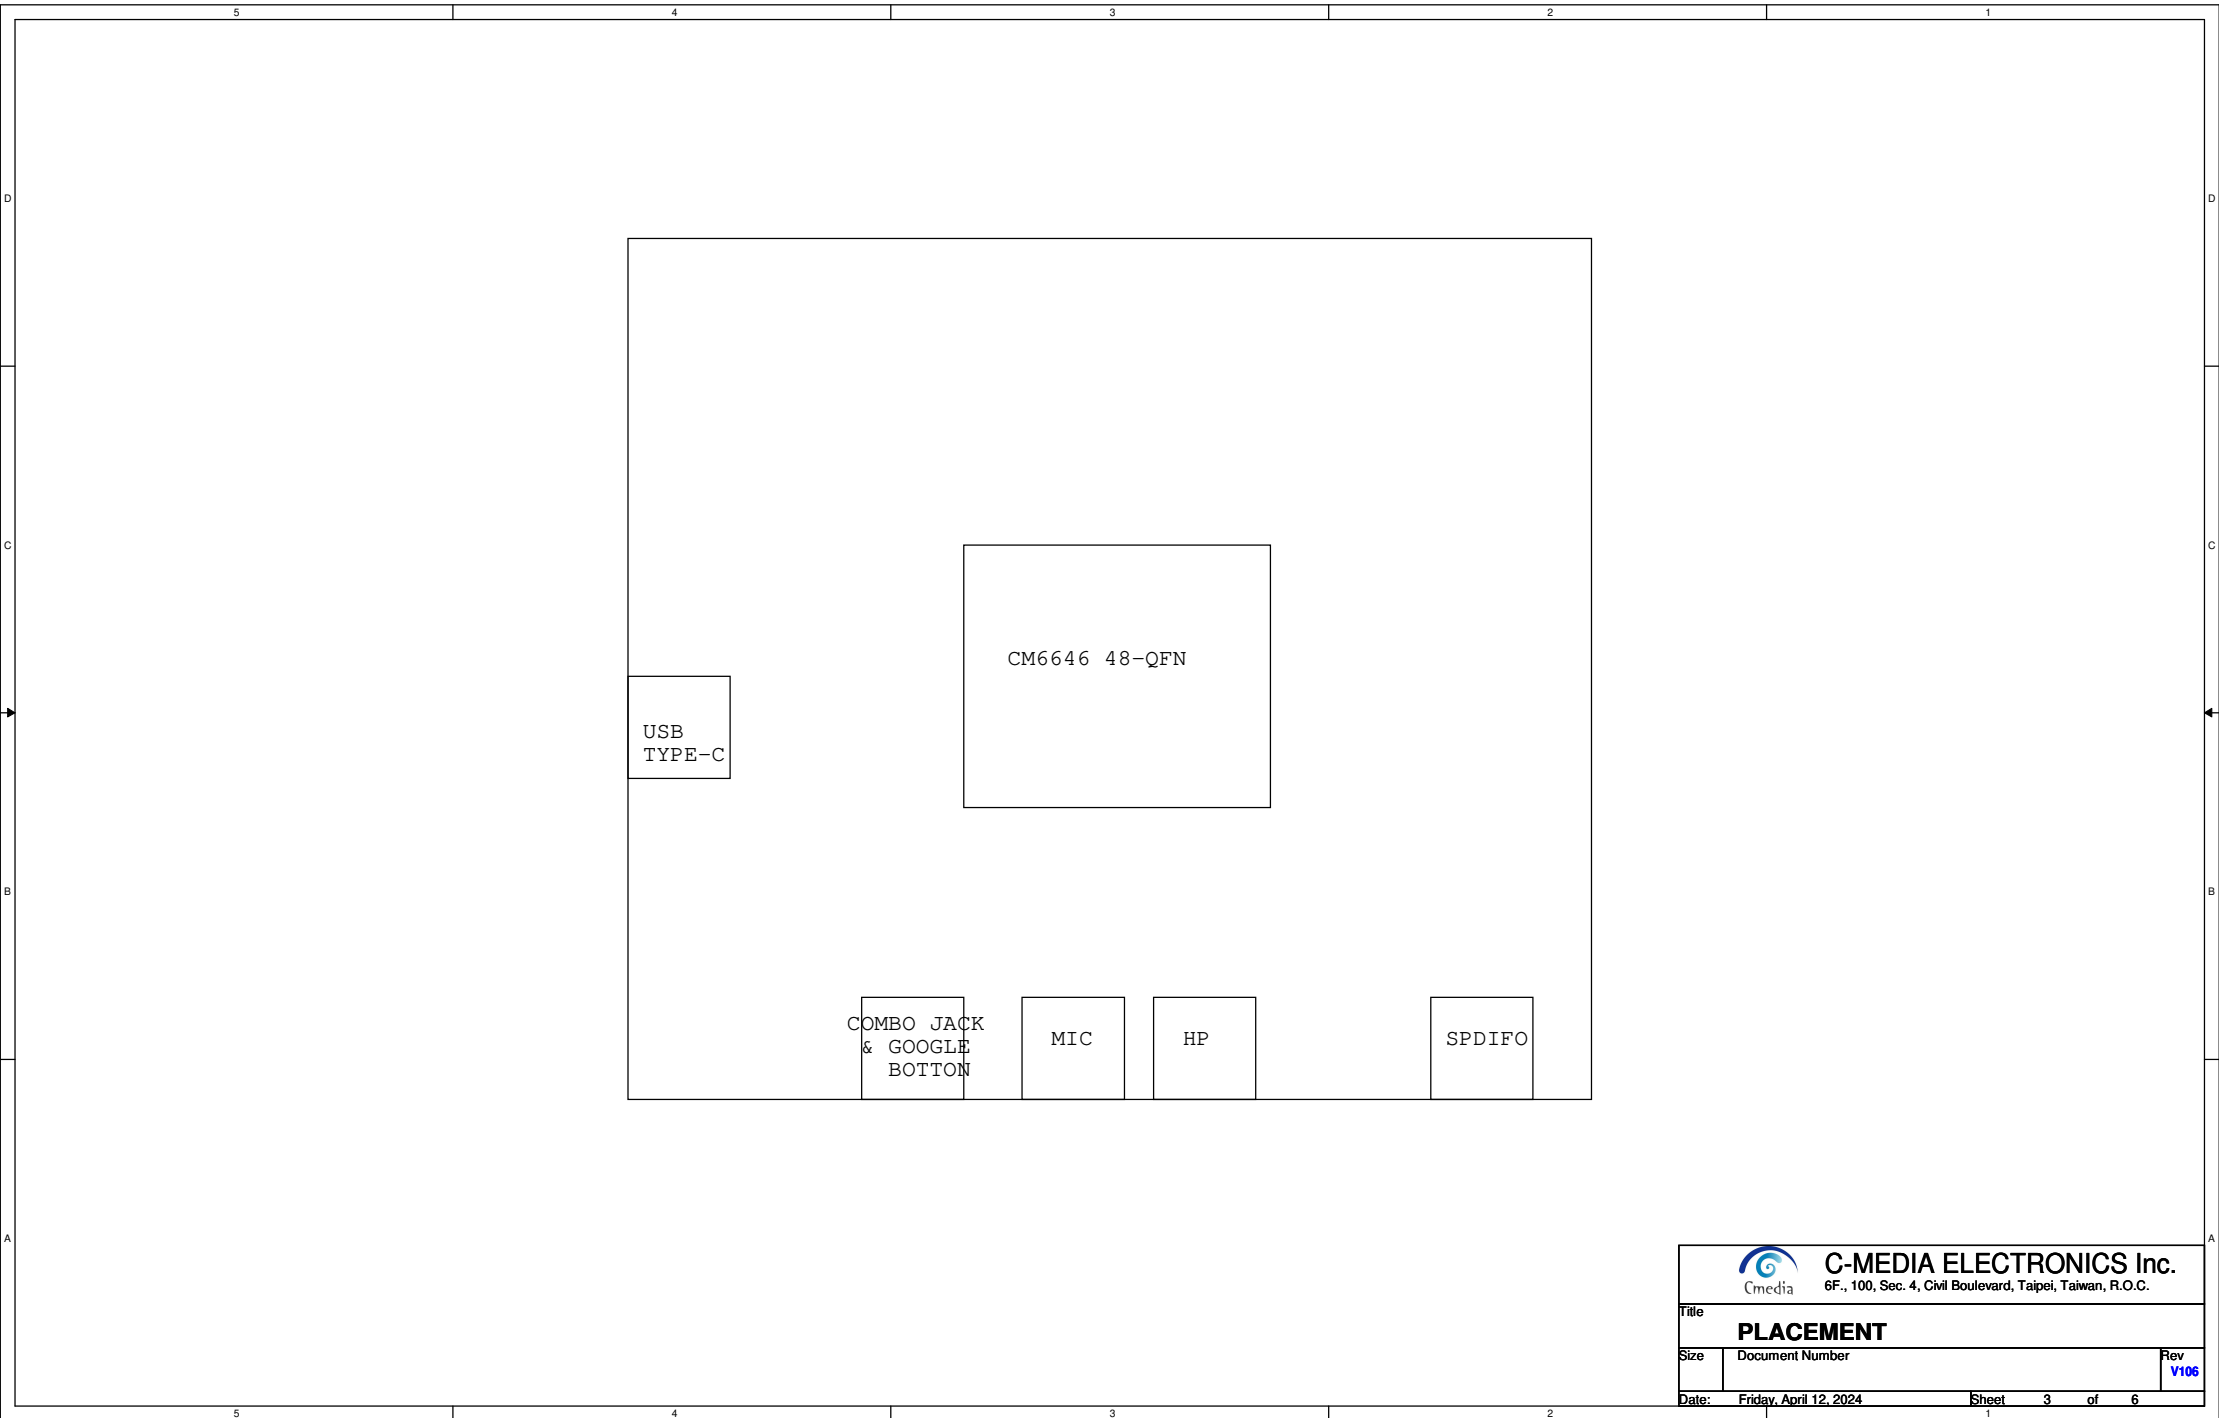 5 4 3 2 1
D D
CM6646 48-QFN
C C
USB
TYPE-C
B B
COMBO JACK
& GOOGLE
BOTTON
MIC
HP
SPDIFO
A A
Cmedia
C-MEDIA ELECTRONICS Inc.
6F., 100, Sec. 4, Civil Boulevard, Taipei, Taiwan, R.O.C.
Title
PLACEMENT
Size Document Number Rev
V106
Date: Friday, April 12, 2024 Sheet 3 of 6
5 4 3 2 1